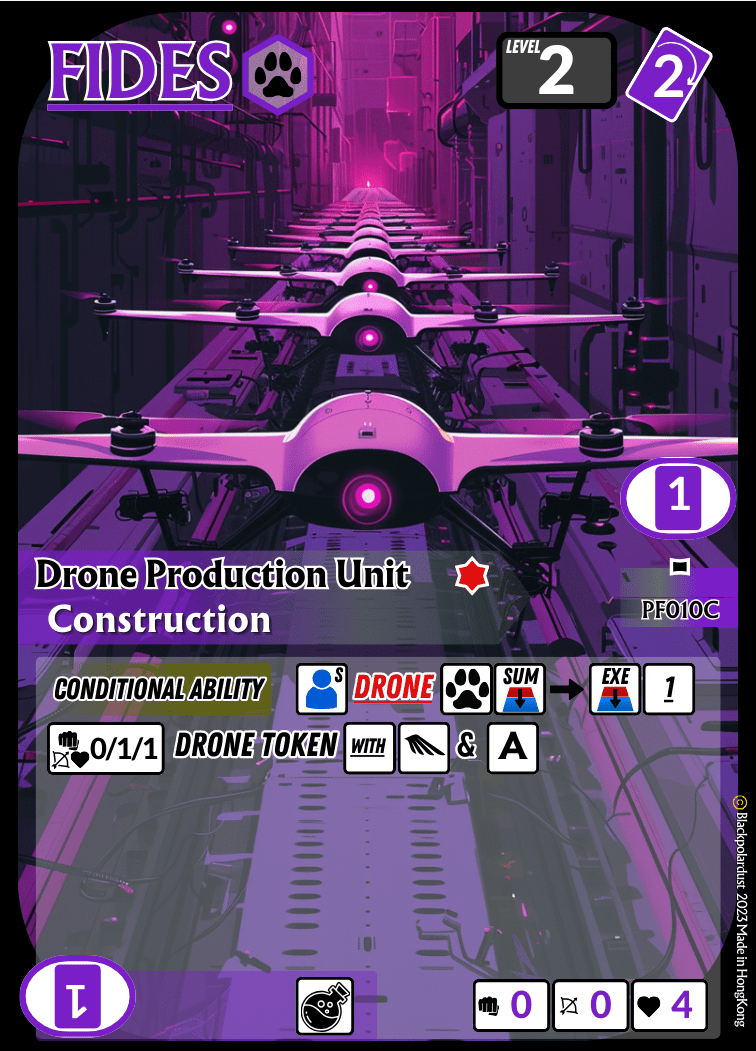 FIDES
LEVEL 2
2
1
Drone Production Unit
Construction
PF010C
CONDITIONAL ABILITY S DRONE SUM EXE 1
0/1/1 DRONE TOKEN WITH & A
1
0 0 4
© Blackpolardust 2023 Made in HongKong